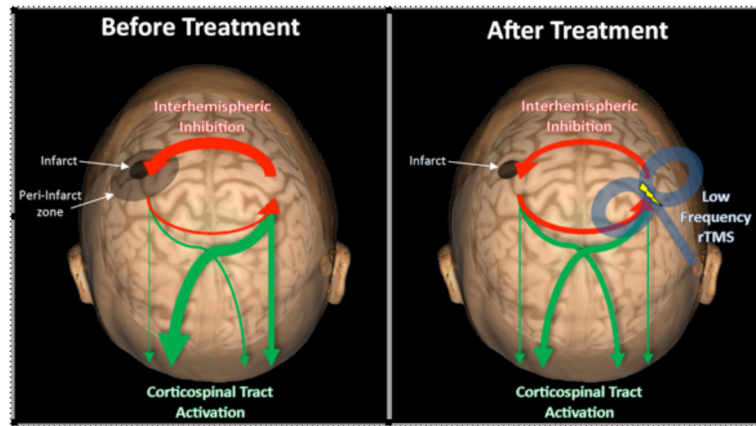 Before Treatment
Interhemispheric
Inhibition
Infarct
Peri-Infarct
zone
Corticospinal Tract
Activation
After Treatment
Interhemispheric
Inhibition
Infarct
Low
Frequency
rTMS
Corticospinal Tract
Activation